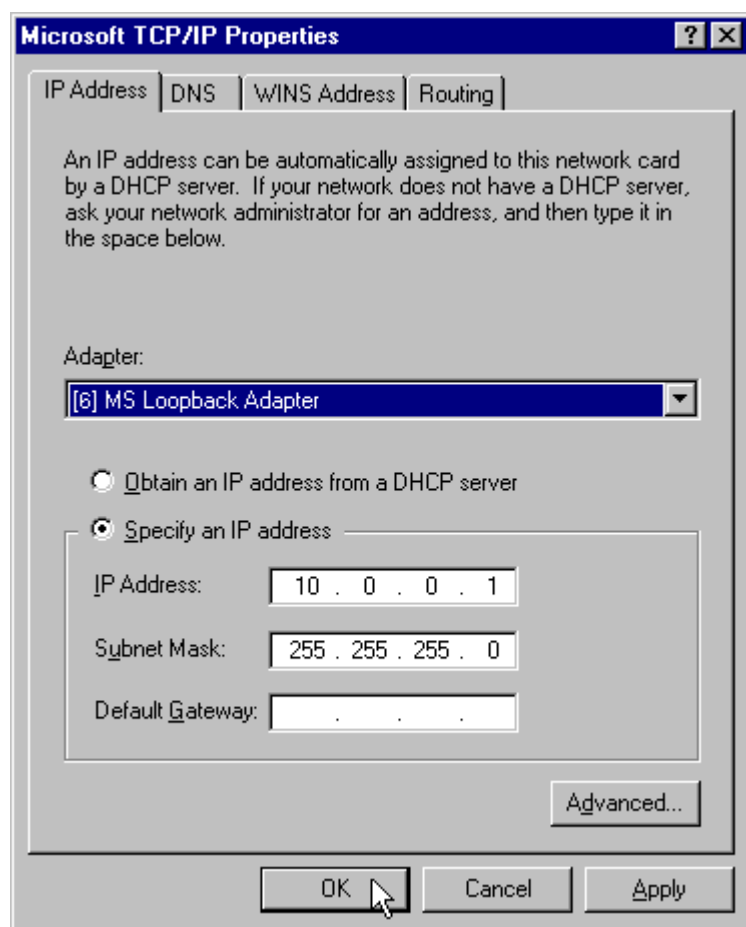 Microsoft TCP/IP Properties
IP Address DNS WINS Address Routing
An IP address can be automatically assigned to this network card
by a DHCP server. If your network does not have a DHCP server,
ask your network administrator for an address, and then type it in
the space below.
Adapter:
[6] MS Loopback Adapter
Obtain an IP address from a DHCP server
Specify an IP address
IP Address: 10 . 0 . 0 . 1
Subnet Mask: 255 . 255 . 255 . 0
Default Gateway: . . .
Advanced...
OK Cancel Apply